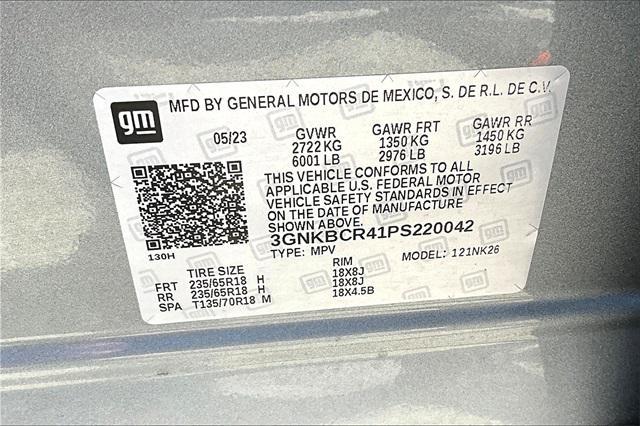 gm
MFD BY GENERAL MOTORS DE MEXICO, S. DE R.L. DE C.V.
05/23 GVWR GAWR FRT GAWR RR
2722 KG 1350 KG 1450 KG
6001 LB 2976 LB 3196 LB
THIS VEHICLE CONFORMS TO ALL
APPLICABLE U.S. FEDERAL MOTOR
VEHICLE SAFETY STANDARDS IN EFFECT
ON THE DATE OF MANUFACTURE
SHOWN ABOVE.
3GNKBCR41PS220042
130H TYPE: MPV MODEL: 121NK26
TIRE SIZE RIM
FRT 235/65R18 H 18X8J
RR 235/65R18 H 18X8J
SPA T135/70R18 M 18X4.5B